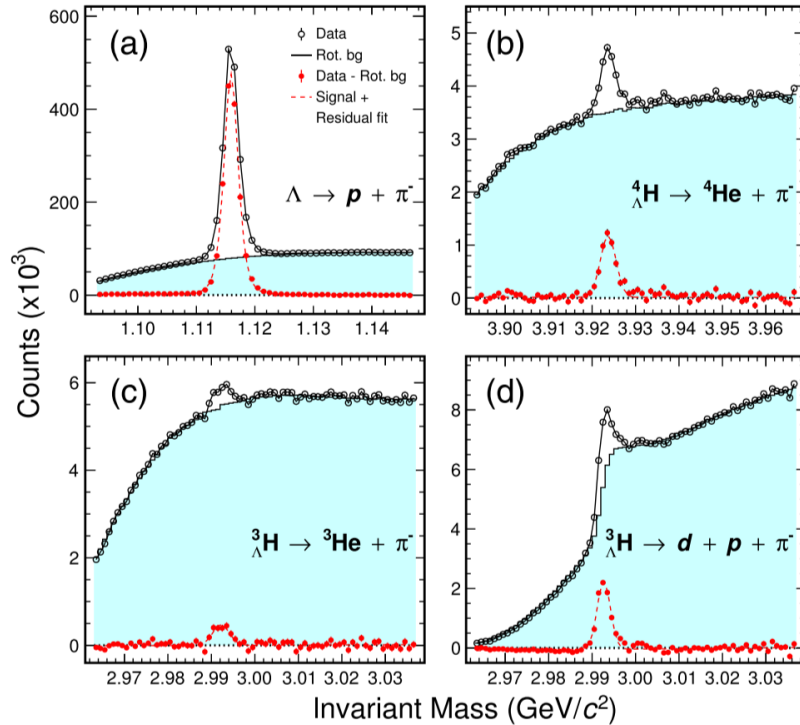 Counts (x10³)
(a)
Data
Rot. bg
Data - Rot. bg
Signal +
Residual fit
Λ → p + π⁻
600
400
200
0
1.10 1.11 1.12 1.13 1.14
(b)
⁴ΛH → ⁴He + π⁻
5
4
3
2
1
0
3.90 3.91 3.92 3.93 3.94 3.95 3.96
(c)
³ΛH → ³He + π⁻
6
4
2
0
2.97 2.98 2.99 3.00 3.01 3.02 3.03
(d)
³ΛH → d + p + π⁻
8
6
4
2
0
2.97 2.98 2.99 3.00 3.01 3.02 3.03
Invariant Mass (GeV/c²)